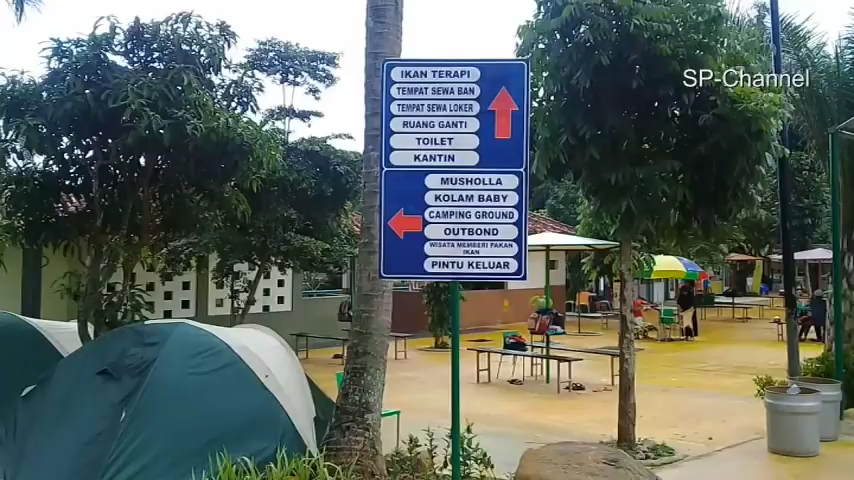 SP-Channel
IKAN TERAPI
TEMPAT SEWA BAN
TEMPAT SEWA LOKER
RUANG GANTI
TOILET
KANTIN
MUSHOLLA
KOLAM BABY
CAMPING GROUND
OUTBOND
WISATA MEMBERI PAKAN
IKAN
PINTU KELUAR